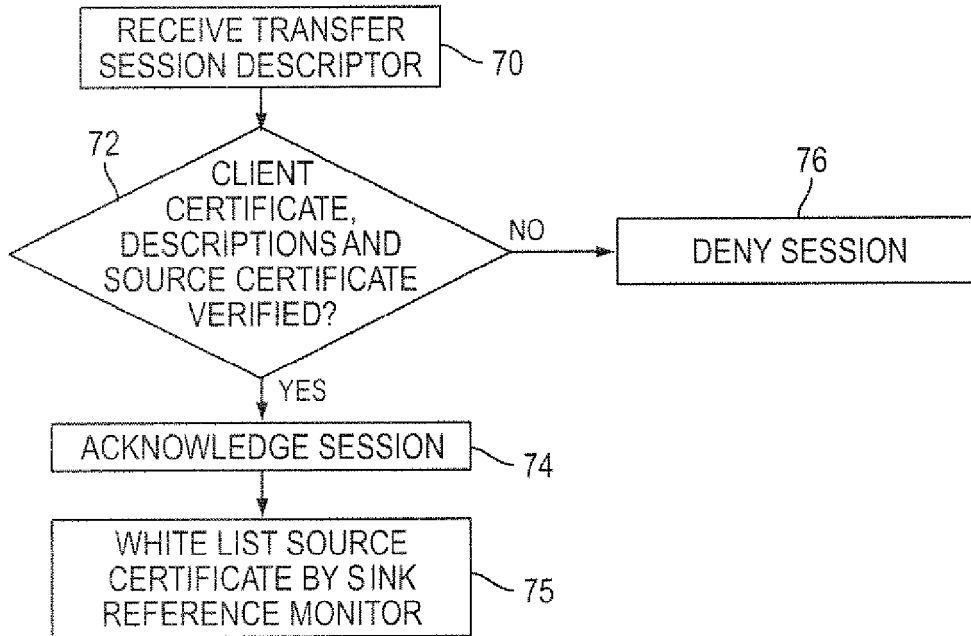 RECEIVE TRANSFER
SESSION DESCRIPTOR
70
72
CLIENT
CERTIFICATE,
DESCRIPTIONS AND
SOURCE CERTIFICATE
VERIFIED?
NO
76
DENY SESSION
YES
ACKNOWLEDGE SESSION
74
WHITE LIST SOURCE
CERTIFICATE BY SINK
REFERENCE MONITOR
75